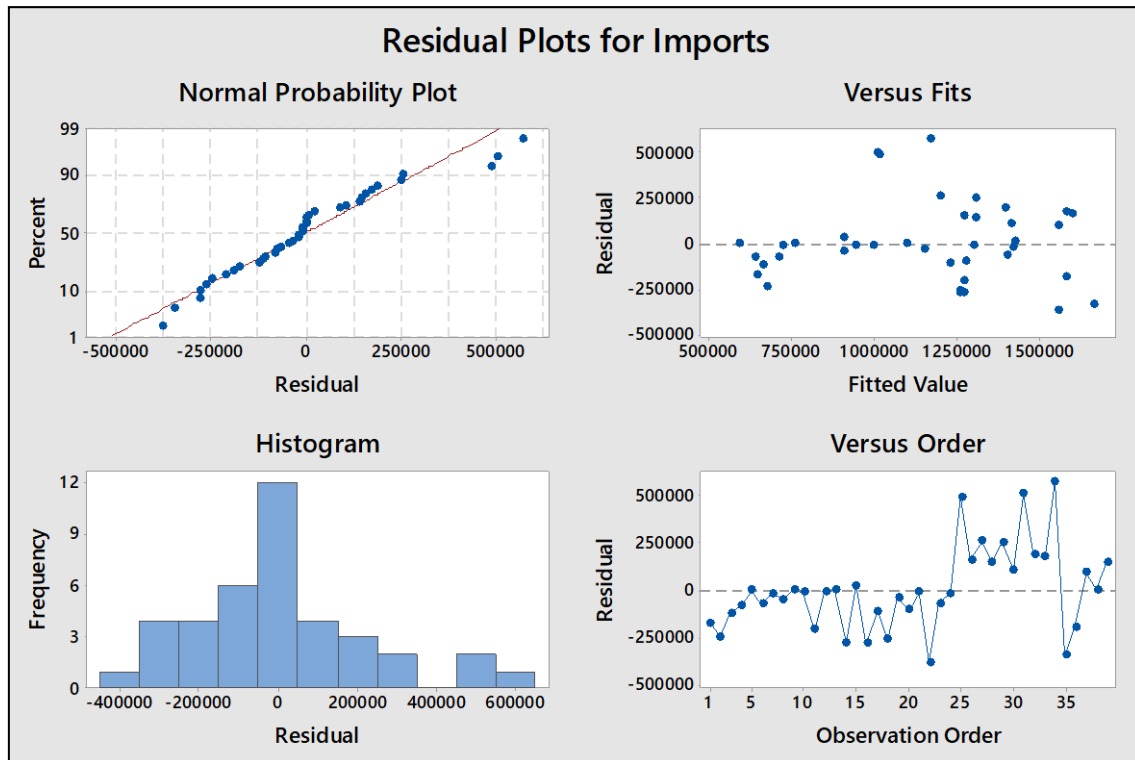 Residual Plots for Imports
Normal Probability Plot
99
90
50
10
1
Percent
-500000 -250000 0 250000 500000
Residual
Versus Fits
500000
250000
0
-250000
-500000
Residual
500000 750000 1000000 1250000 1500000
Fitted Value
Histogram
12
9
6
3
0
Frequency
-400000 -200000 0 200000 400000 600000
Residual
Versus Order
500000
250000
0
-250000
-500000
Residual
1 5 10 15 20 25 30 35
Observation Order